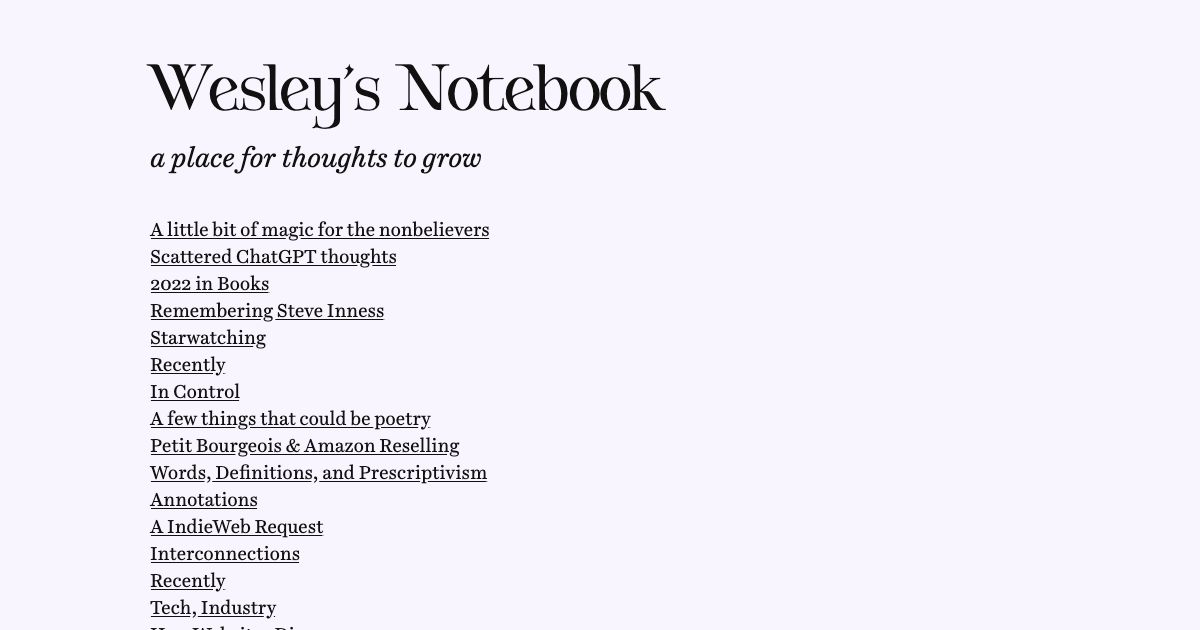 Wesley's Notebook
a place for thoughts to grow
A little bit of magic for the nonbelievers
Scattered ChatGPT thoughts
2022 in Books
Remembering Steve Inness
Starwatching
Recently
In Control
A few things that could be poetry
Petit Bourgeois & Amazon Reselling
Words, Definitions, and Prescriptivism
Annotations
A IndieWeb Request
Interconnections
Recently
Tech, Industry